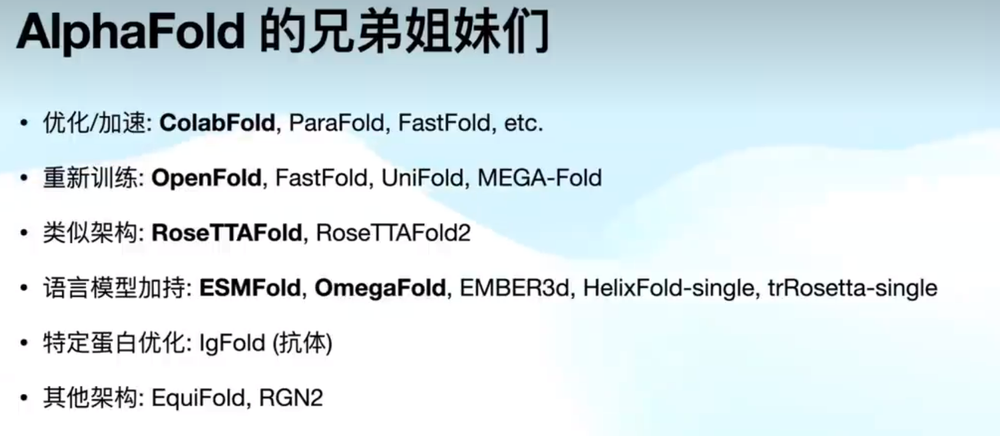 AlphaFold 的兄弟姐妹们
• 优化/加速: ColabFold, ParaFold, FastFold, etc.
• 重新训练: OpenFold, FastFold, UniFold, MEGA-Fold
• 类似架构: RoseTTAFold, RoseTTAFold2
• 语言模型加持: ESMFold, OmegaFold, EMBER3d, HelixFold-single, trRosetta-single
• 特定蛋白优化: IgFold (抗体)
• 其他架构: EquiFold, RGN2